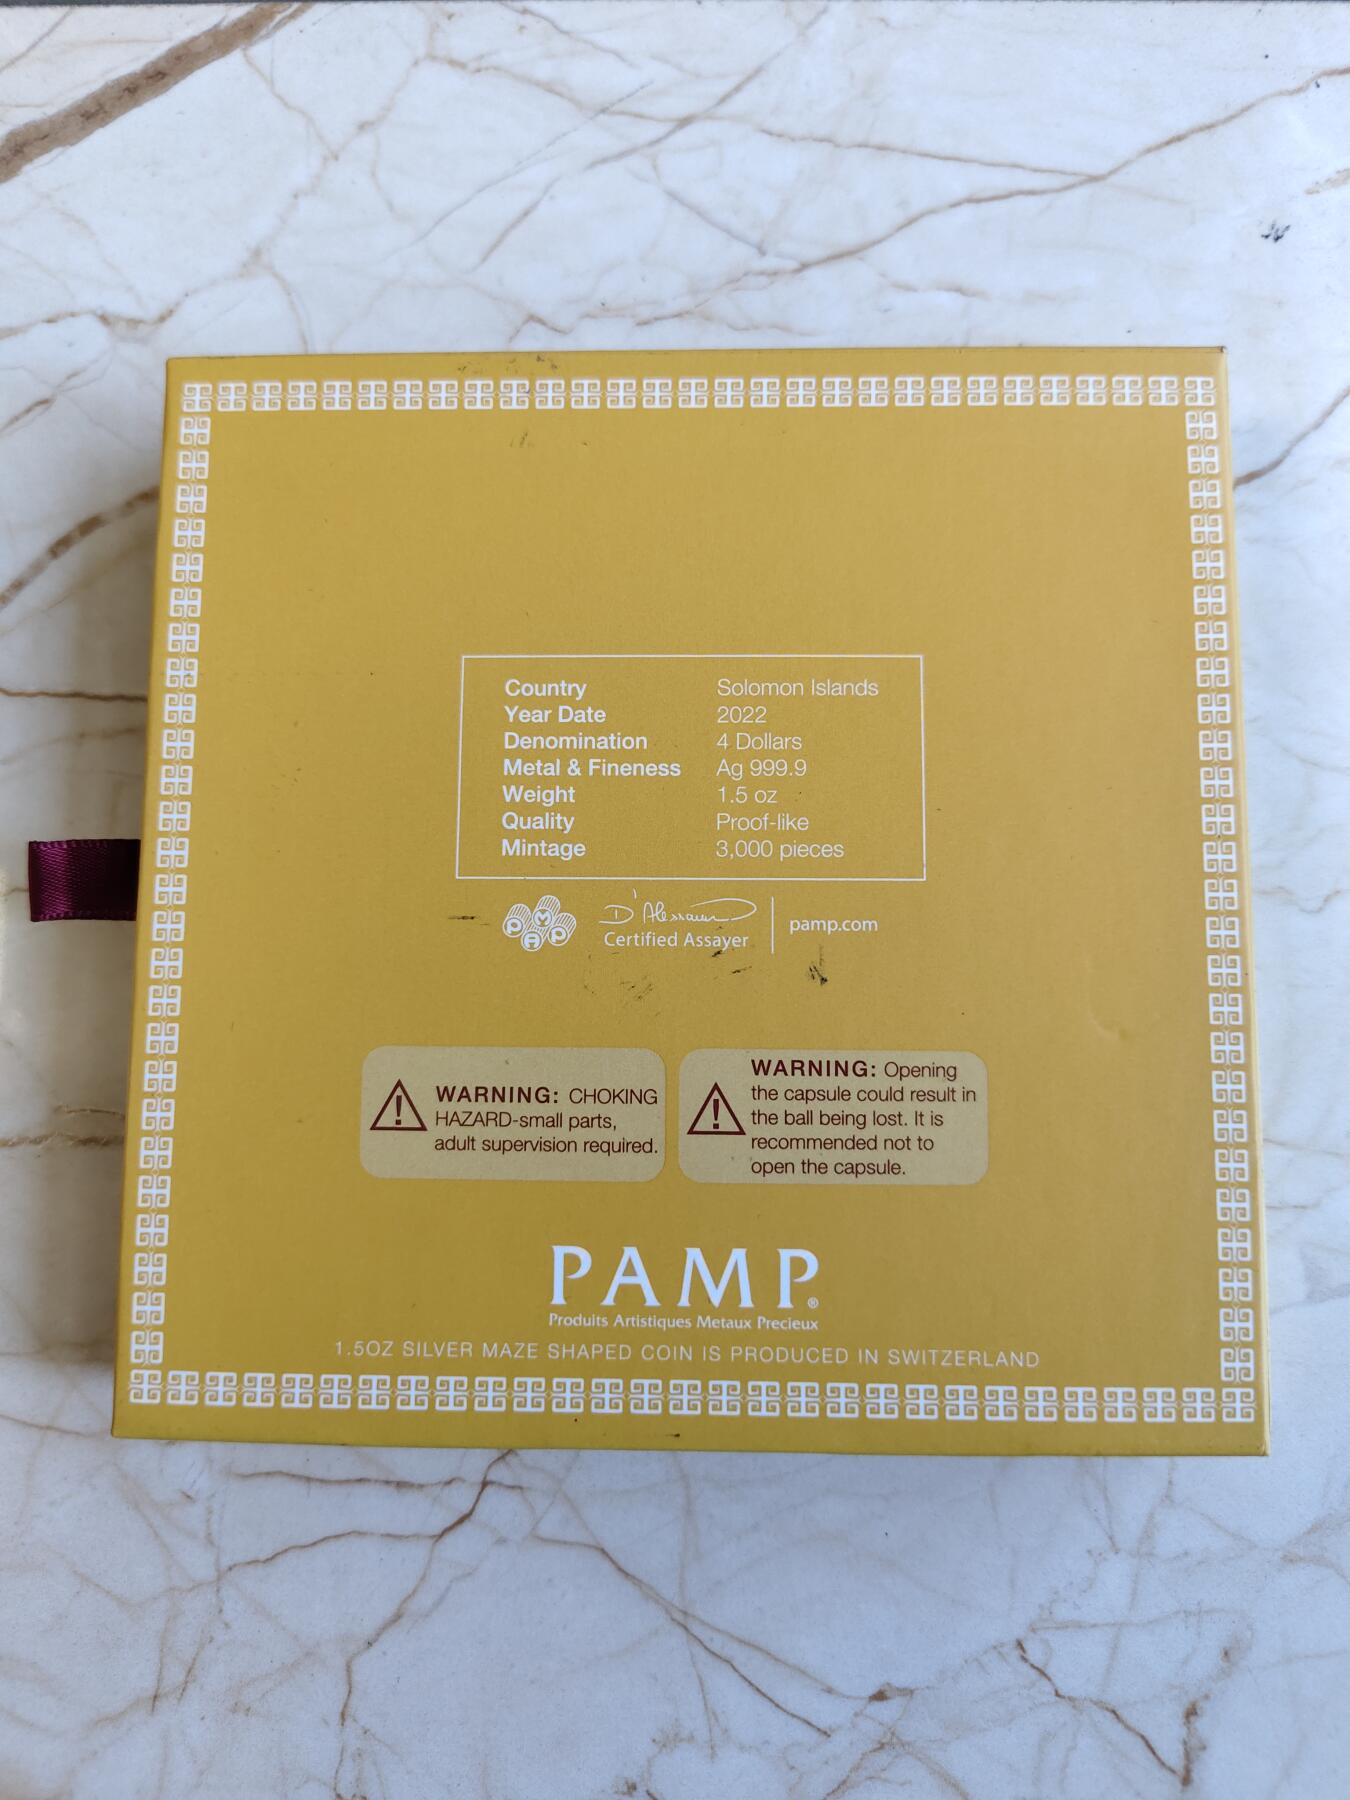 Country Solomon Islands
Year Date 2022
Denomination 4 Dollars
Metal & Fineness Ag 999.9
Weight 1.5 oz
Quality Proof-like
Mintage 3,000 pieces
PAMP
D'Alessandro
Certified Assayer
pamp.com
WARNING: CHOKING
HAZARD-small parts,
adult supervision required.
WARNING: Opening
the capsule could result in
the ball being lost. It is
recommended not to
open the capsule.
PAMP®
Produits Artistiques Metaux Precieux
1.5OZ SILVER MAZE SHAPED COIN IS PRODUCED IN SWITZERLAND